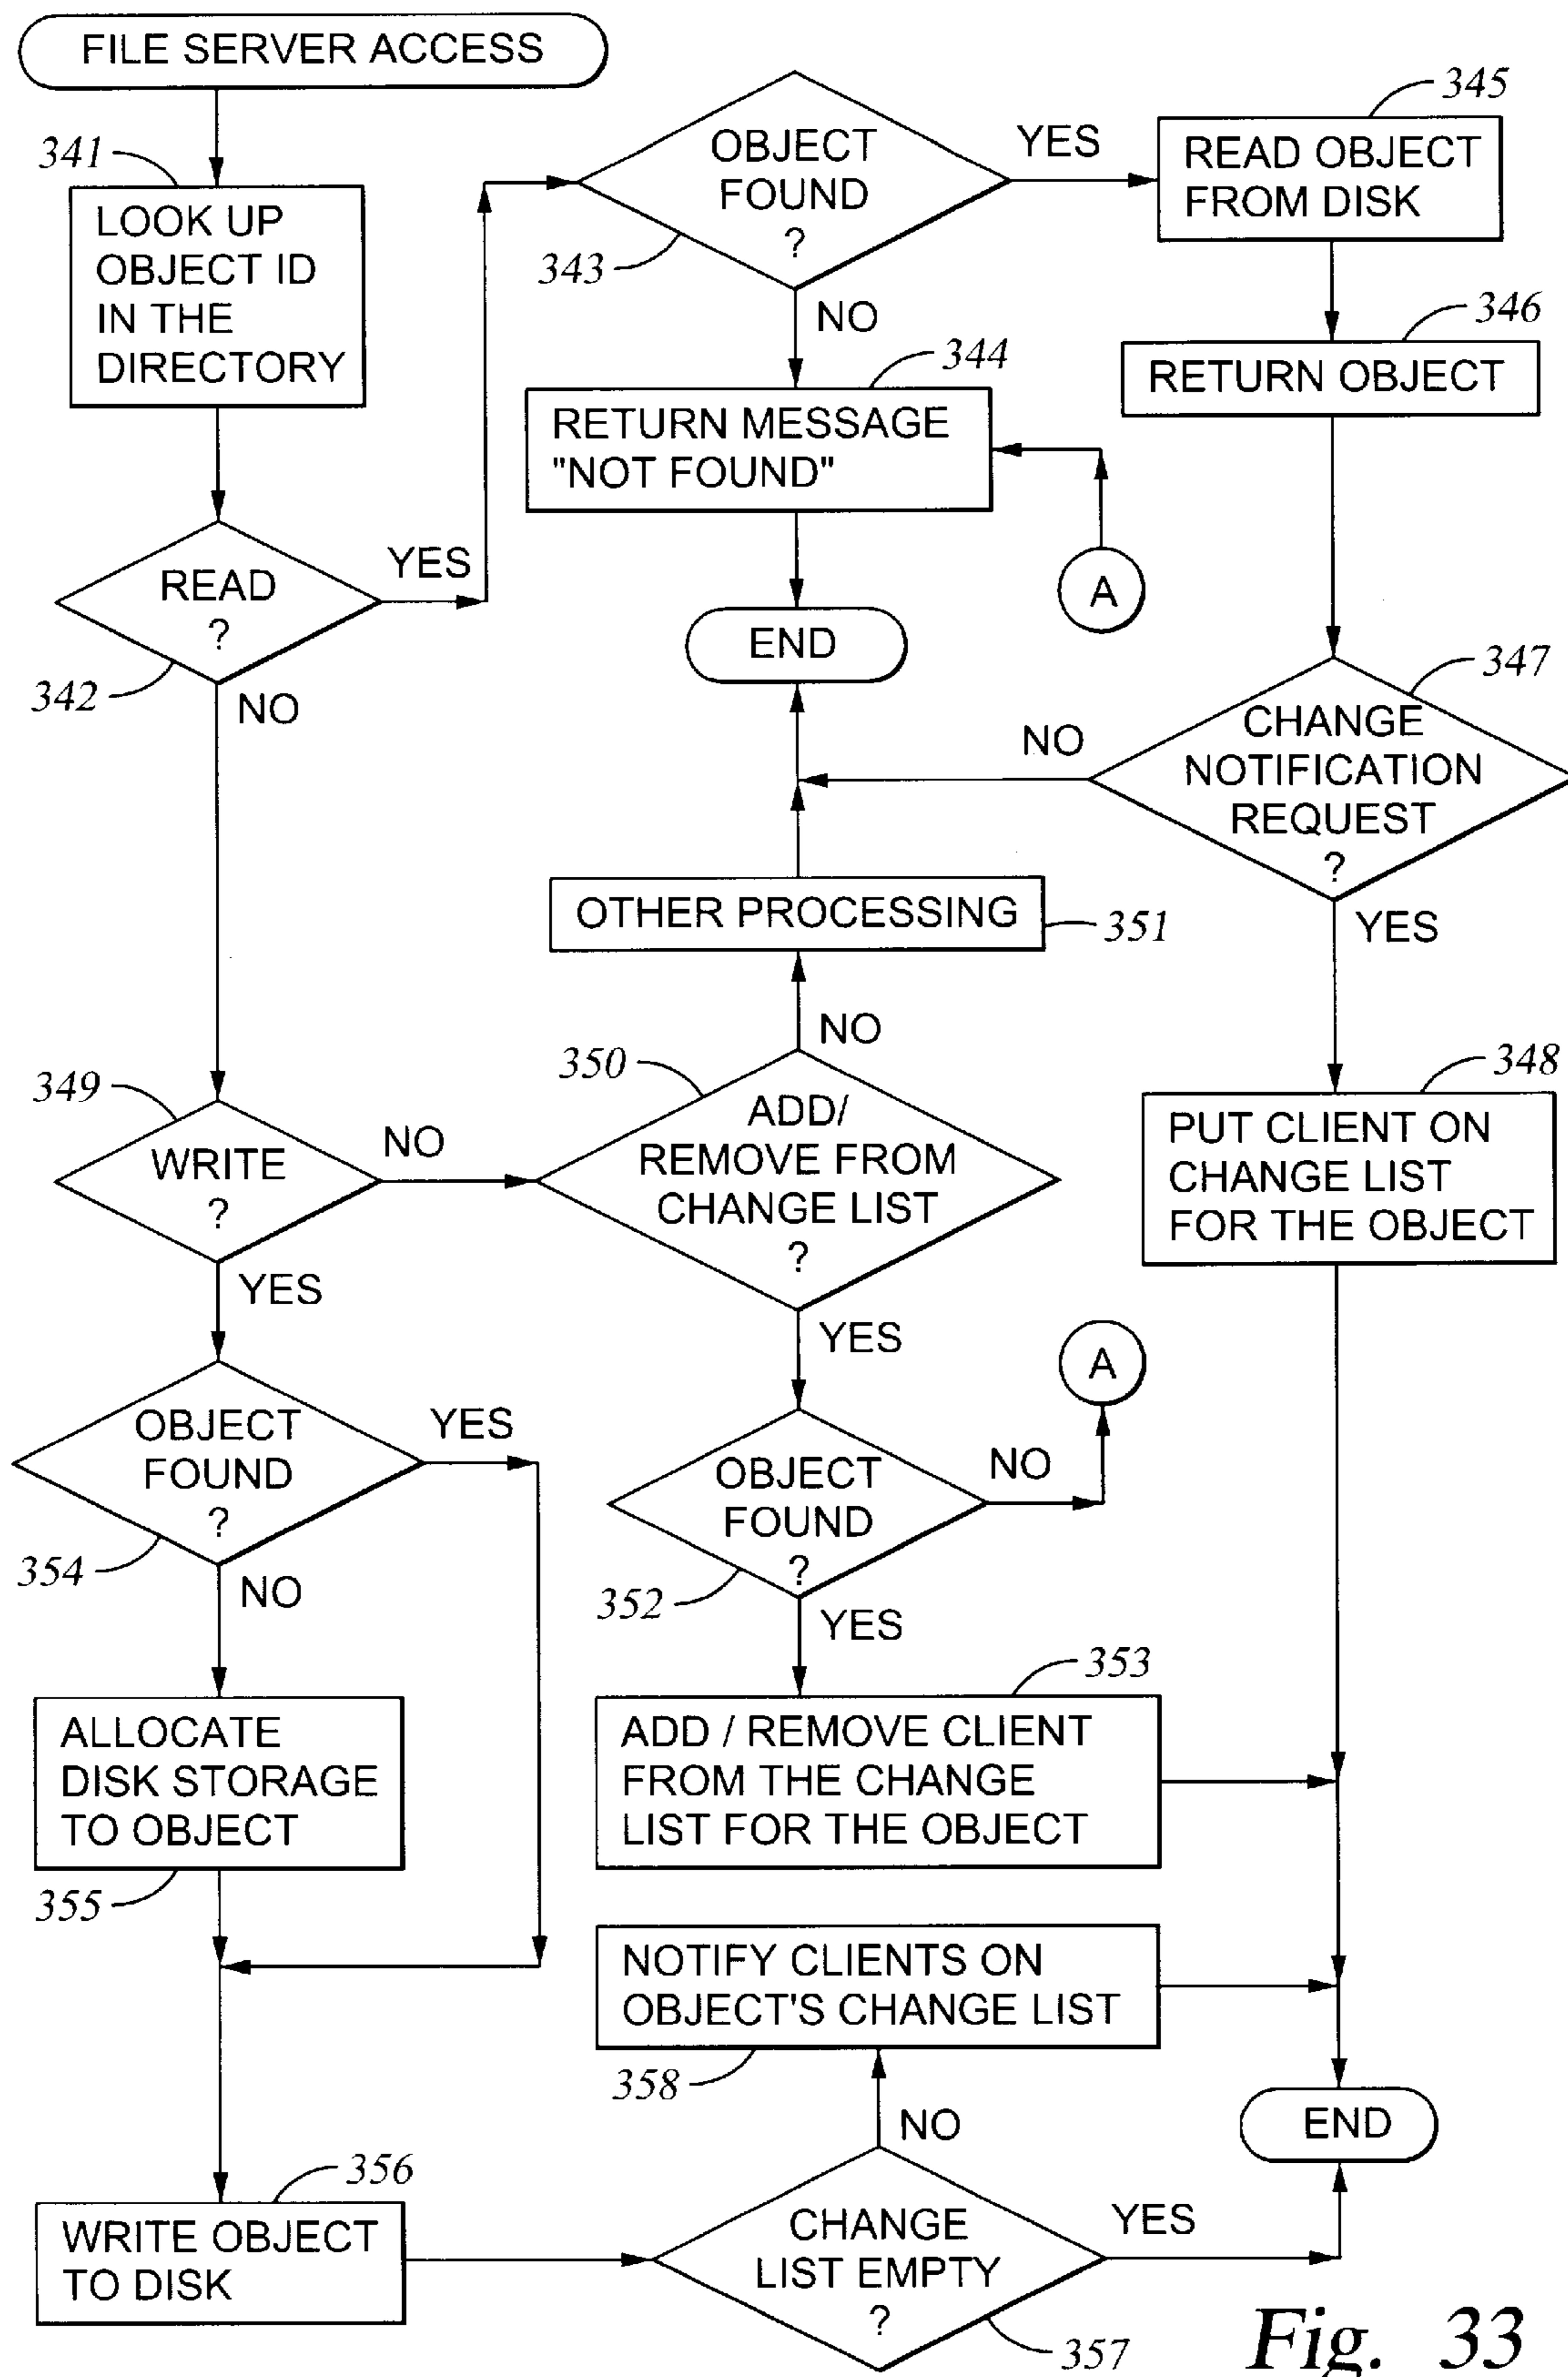 FILE SERVER ACCESS
341
LOOK UP
OBJECT ID
IN THE
DIRECTORY
READ
?
342
YES
NO
OBJECT
FOUND
?
343
YES
NO
345
READ OBJECT
FROM DISK
346
RETURN OBJECT
344
RETURN MESSAGE
"NOT FOUND"
A
END
347
CHANGE
NOTIFICATION
REQUEST
?
NO
YES
OTHER PROCESSING
351
NO
350
ADD/
REMOVE FROM
CHANGE LIST
?
YES
348
PUT CLIENT ON
CHANGE LIST
FOR THE OBJECT
349
WRITE
?
NO
YES
OBJECT
FOUND
?
354
YES
NO
A
OBJECT
FOUND
?
352
NO
YES
353
ADD / REMOVE CLIENT
FROM THE CHANGE
LIST FOR THE OBJECT
ALLOCATE
DISK STORAGE
TO OBJECT
355
NOTIFY CLIENTS ON
OBJECT'S CHANGE LIST
358
NO
END
356
WRITE OBJECT
TO DISK
CHANGE
LIST EMPTY
?
357
YES
Fig. 33